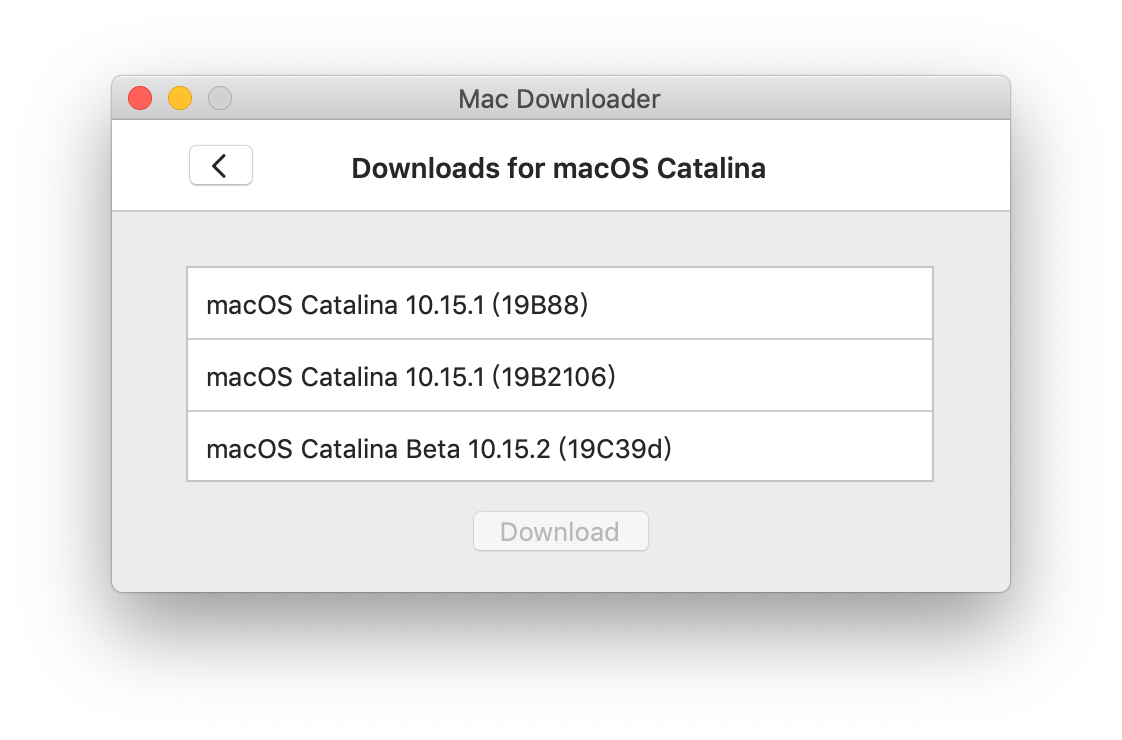 Mac Downloader
Downloads for macOS Catalina
macOS Catalina 10.15.1 (19B88)
macOS Catalina 10.15.1 (19B2106)
macOS Catalina Beta 10.15.2 (19C39d)
Download